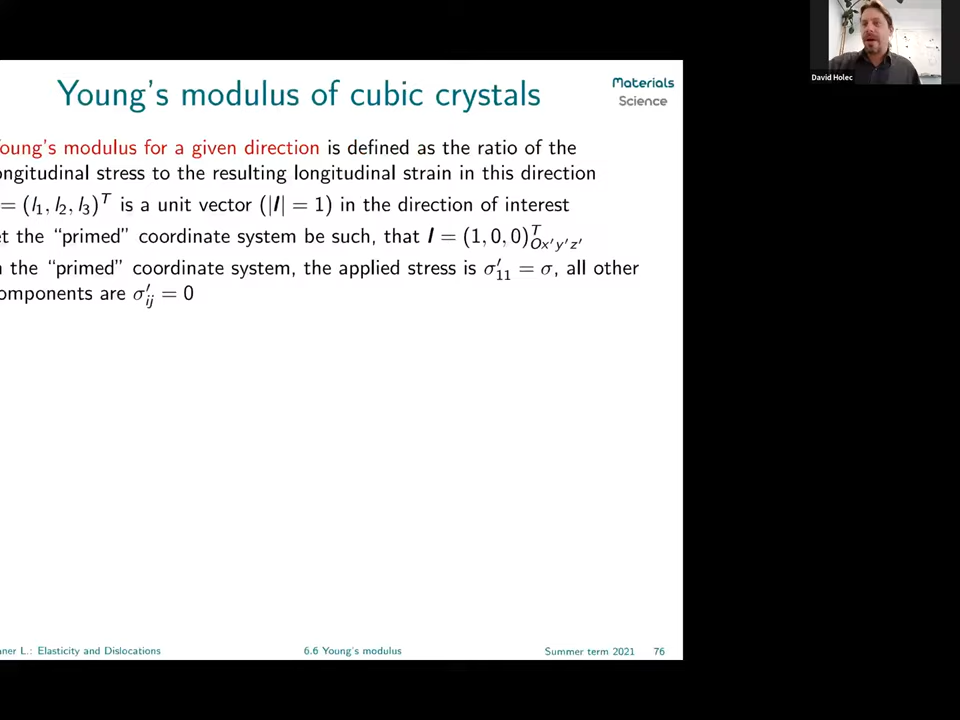 Young's modulus of cubic crystals
Materials
Science
David Holec
oung's modulus for a given direction is defined as the ratio of the
ongitudinal stress to the resulting longitudinal strain in this direction
= (l₁, l₂, l₃)ᵀ is a unit vector (|l| = 1) in the direction of interest
et the “primed” coordinate system be such, that l = (1, 0, 0)ᵀ_Ox′y′z′
the “primed” coordinate system, the applied stress is σ′₁₁ = σ, all other
omponents are σ′ᵢⱼ = 0
ner L.: Elasticity and Dislocations
6.6 Young's modulus
Summer term 2021 76